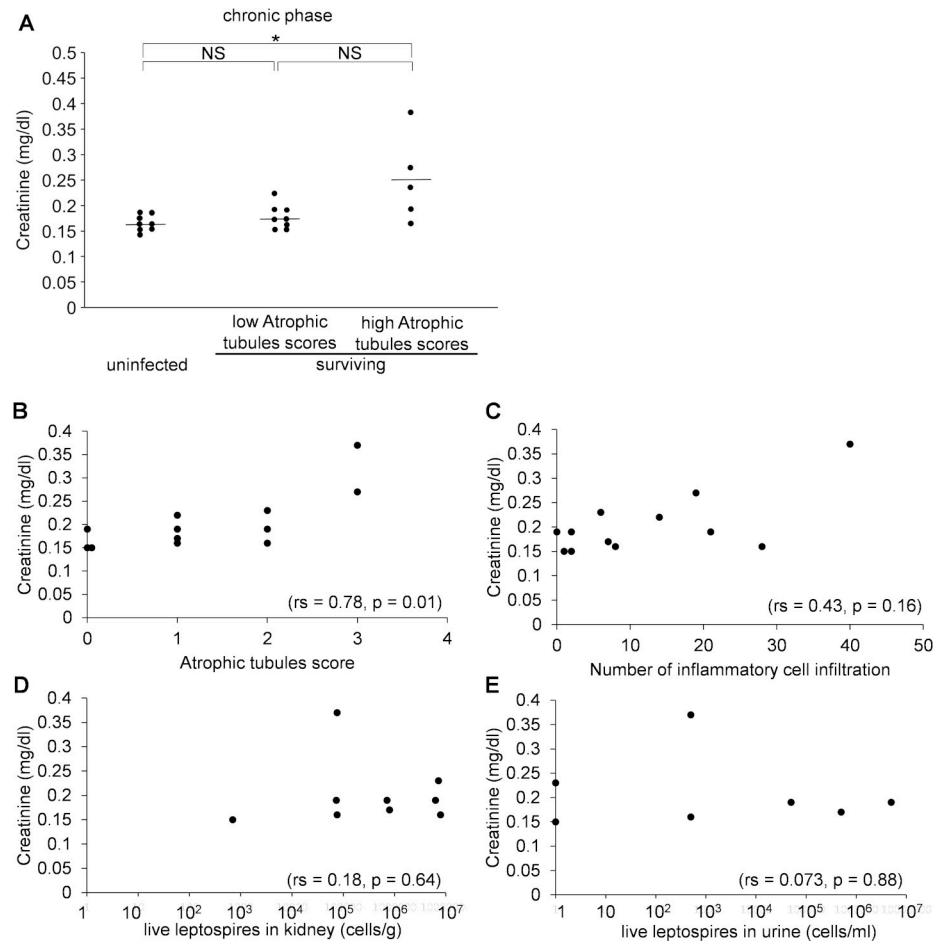 A
chronic phase
*
NS NS
0.5
0.45
0.4
0.35
0.3
0.25
0.2
0.15
0.1
0.05
0
Creatinine (mg/dl)
low Atrophic tubules scores
high Atrophic tubules scores
uninfected
surviving
B
0.4
0.35
0.3
0.25
0.2
0.15
0.1
0.05
0
Creatinine (mg/dl)
(rs = 0.78, p = 0.01)
0 1 2 3 4
Atrophic tubules score
C
0.4
0.35
0.3
0.25
0.2
0.15
0.1
0.05
0
Creatinine (mg/dl)
(rs = 0.43, p = 0.16)
0 10 20 30 40 50
Number of inflammatory cell infiltration
D
0.4
0.35
0.3
0.25
0.2
0.15
0.1
0.05
0
Creatinine (mg/dl)
(rs = 0.18, p = 0.64)
1 10 10² 10³ 10⁴ 10⁵ 10⁶ 10⁷
live leptospires in kidney (cells/g)
E
0.4
0.35
0.3
0.25
0.2
0.15
0.1
0.05
0
Creatinine (mg/dl)
(rs = 0.073, p = 0.88)
1 10 10² 10³ 10⁴ 10⁵ 10⁶ 10⁷
live leptospires in urine (cells/ml)